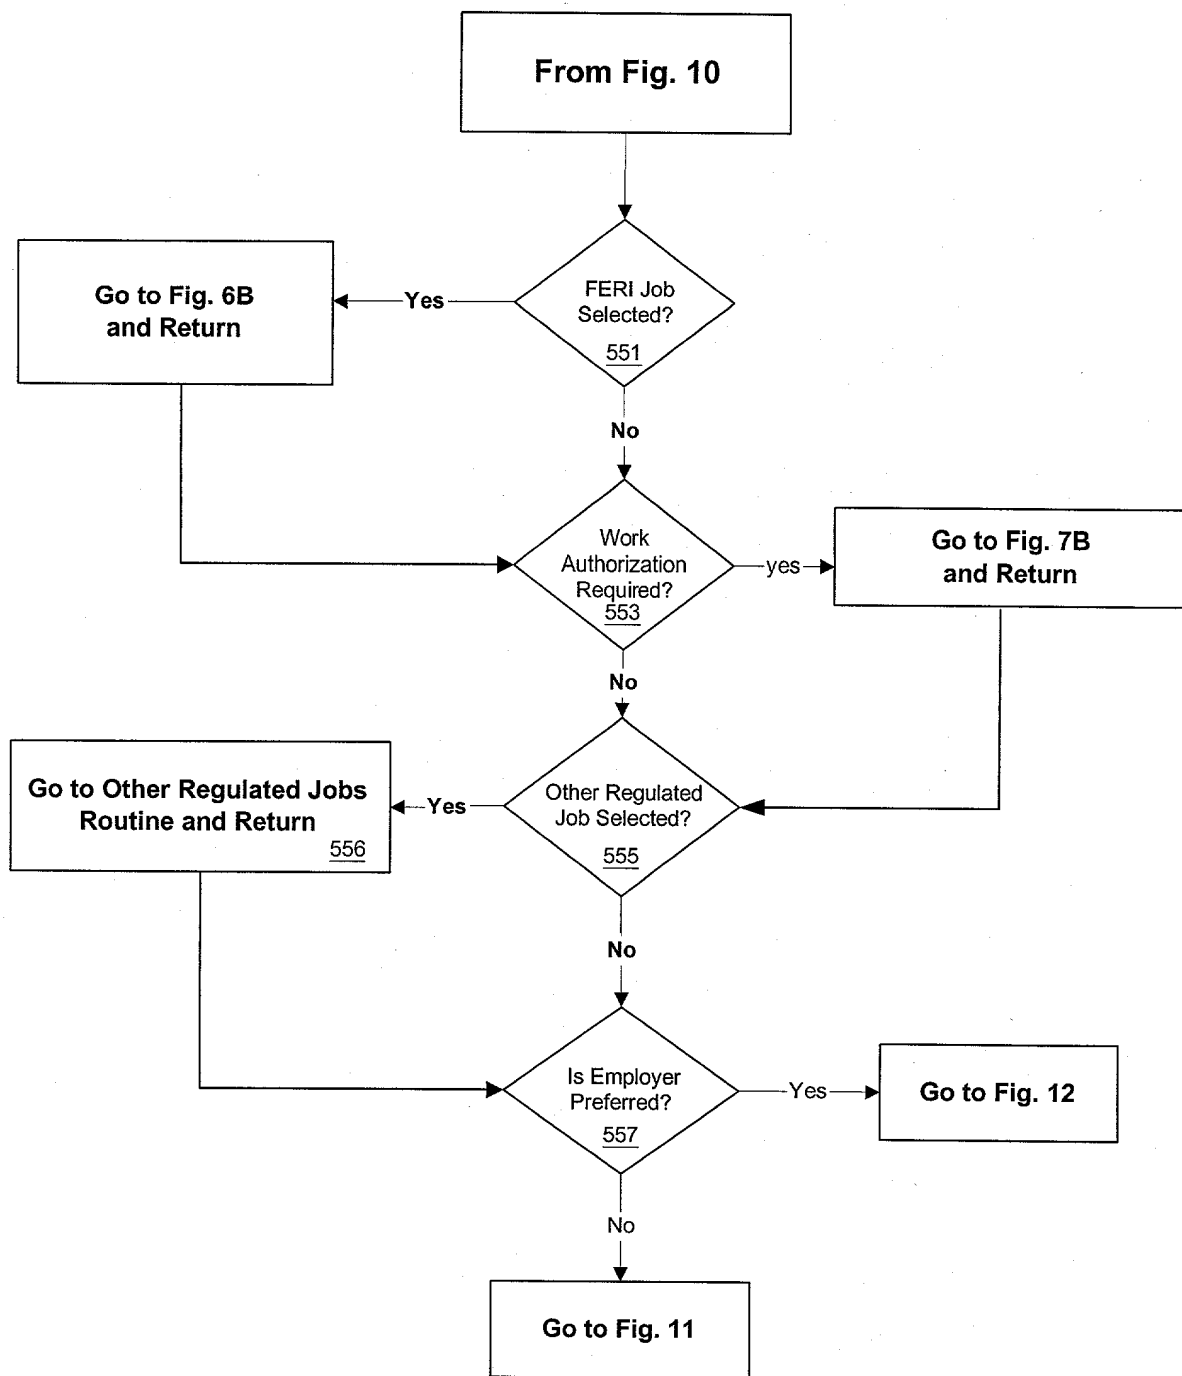 From Fig. 10
FERI Job
Selected?
551
Yes
Go to Fig. 6B
and Return
No
Work
Authorization
Required?
553
yes
Go to Fig. 7B
and Return
No
Other Regulated
Job Selected?
555
Yes
Go to Other Regulated Jobs
Routine and Return
556
No
Is Employer
Preferred?
557
Yes
Go to Fig. 12
No
Go to Fig. 11